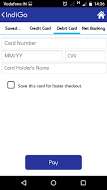 Vodafone IN 14:36
< IndiGo
Saved... Credit Card Debit Card Net Banking
Card Number
MM/YY CVV
Card Holder's Name
Save this card for faster checkout
Pay